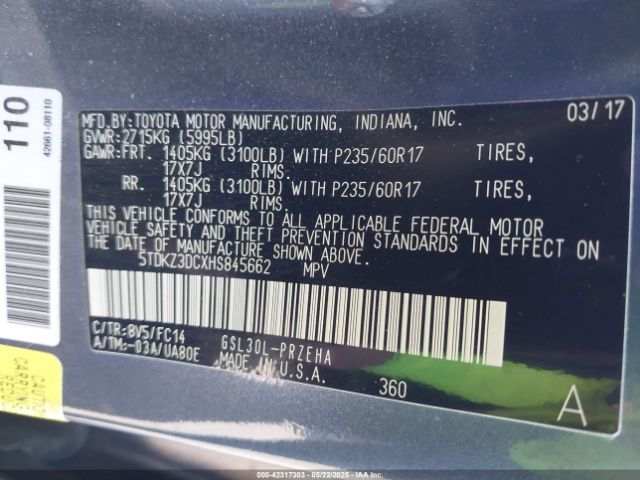 110
42661-08110
MFD.BY:TOYOTA MOTOR MANUFACTURING, INDIANA, INC. 03/17
GVWR:2715KG (5995LB)
GAWR:FRT. 1405KG (3100LB) WITH P235/60R17 TIRES,
17X7J RIMS.
RR. 1405KG (3100LB) WITH P235/60R17 TIRES,
17X7J RIMS.
THIS VEHICLE CONFORMS TO ALL APPLICABLE FEDERAL MOTOR
VEHICLE SAFETY AND THEFT PREVENTION STANDARDS IN EFFECT ON
THE DATE OF MANUFACTURE SHOWN ABOVE.
5TDKZ3DCXHS845662 MPV
C/TR:8V5/FC14 GSL30L-PRZEHA
A/TM:-03A/UA80E MADE IN U.S.A.
360
A
CARRYING
000-42317303 - 05/22/2025 - IAAI.COM